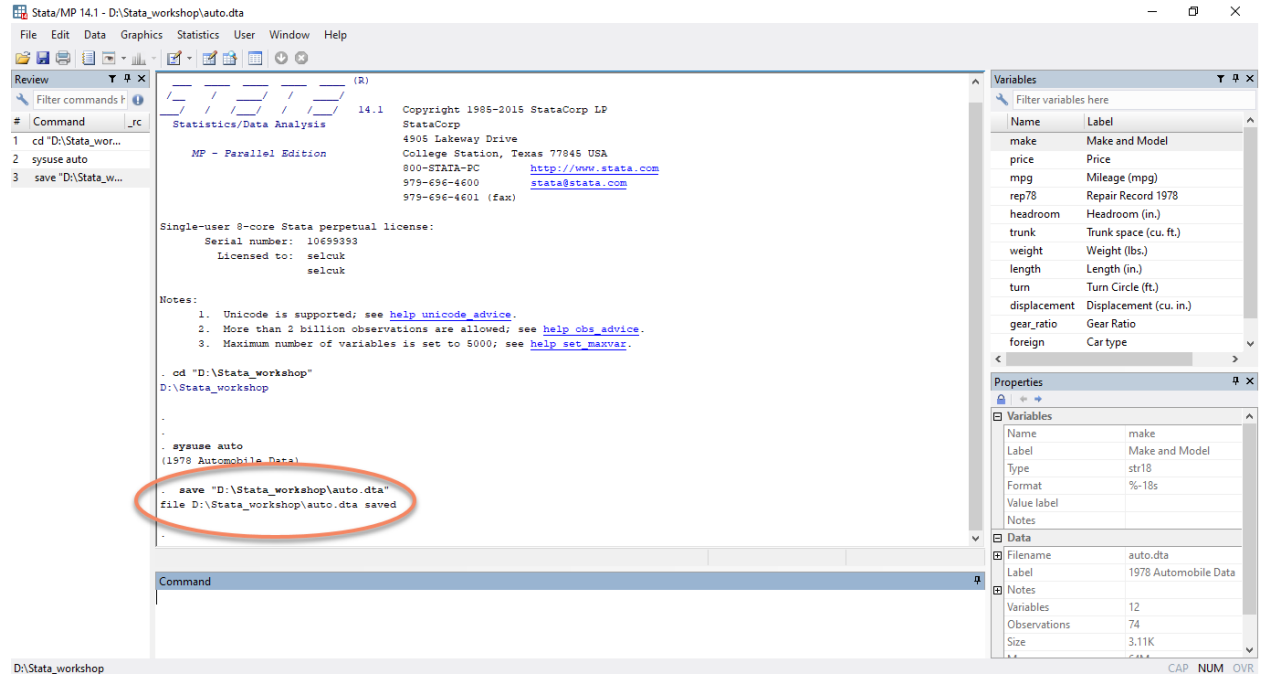 Stata/MP 14.1 - D:\Stata_workshop\auto.dta
File Edit Data Graphics Statistics User Window Help
Review
Filter commands h
# Command _rc
1 cd "D:\Stata_wor...
2 sysuse auto
3 save "D:\Stata_w...
(R)
14.1 Copyright 1985-2015 StataCorp LP
Statistics/Data Analysis StataCorp
4905 Lakeway Drive
MP - Parallel Edition College Station, Texas 77845 USA
800-STATA-PC http://www.stata.com
979-696-4600 stata@stata.com
979-696-4601 (fax)
Single-user 8-core Stata perpetual license:
Serial number: 10699393
Licensed to: selcuk
selcuk
Notes:
1. Unicode is supported; see help unicode_advice.
2. More than 2 billion observations are allowed; see help obs_advice.
3. Maximum number of variables is set to 5000; see help set_maxvar.
. cd "D:\Stata_workshop"
D:\Stata_workshop
.
.
. sysuse auto
(1978 Automobile Data)
. save "D:\Stata_workshop\auto.dta"
file D:\Stata_workshop\auto.dta saved
.
Command
Variables
Filter variables here
Name Label
make Make and Model
price Price
mpg Mileage (mpg)
rep78 Repair Record 1978
headroom Headroom (in.)
trunk Trunk space (cu. ft.)
weight Weight (lbs.)
length Length (in.)
turn Turn Circle (ft.)
displacement Displacement (cu. in.)
gear_ratio Gear Ratio
foreign Car type
Properties
Variables
Name make
Label Make and Model
Type str18
Format %-18s
Value label
Notes
Data
Filename auto.dta
Label 1978 Automobile Data
Notes
Variables 12
Observations 74
Size 3.11K
D:\Stata_workshop
CAP NUM OVR